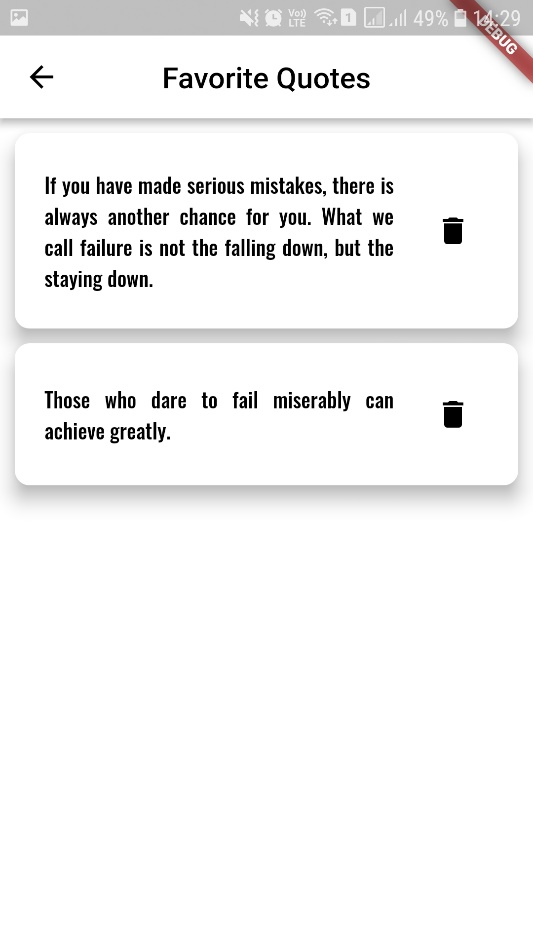 Vo) LTE 1 49% 14:29
DEBUG
Favorite Quotes
If you have made serious mistakes, there is
always another chance for you. What we
call failure is not the falling down, but the
staying down.
Those who dare to fail miserably can
achieve greatly.